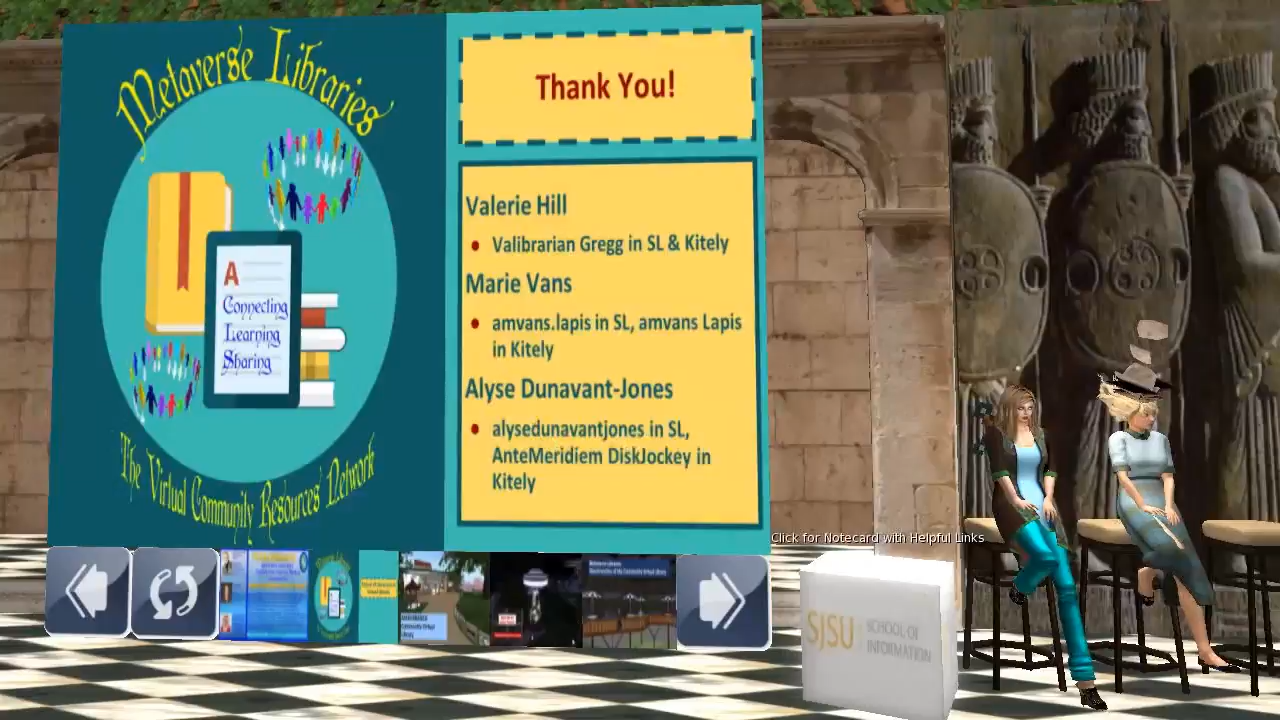 Metaverse Libraries
A
Connecting
Learning
Sharing
The Virtual Community Resources Network
Thank You!
Valerie Hill
• Valibrarian Gregg in SL & Kitely
Marie Vans
• amvans.lapis in SL, amvans Lapis
in Kitely
Alyse Dunavant-Jones
• alysedunavantjones in SL,
AnteMeridiem DiskJockey in
Kitely
Click for Notecard with Helpful Links
SJSU
SCHOOL OF
INFORMATION